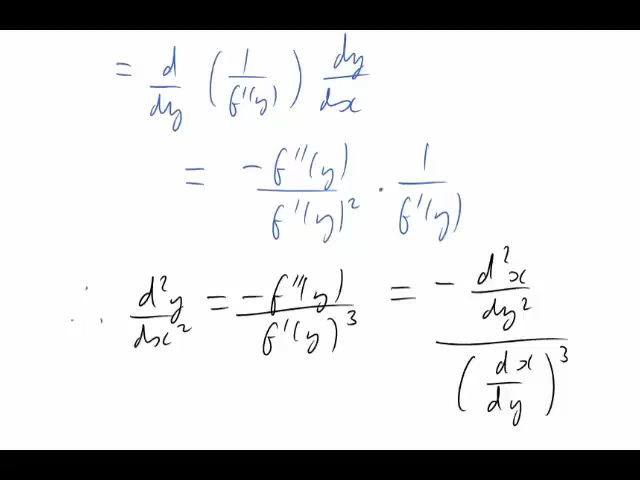 = d/dy (1/f'(y)) dy/dx
= -f''(y)/f'(y)² · 1/f'(y)
∴ d²y/dx² = -f''(y)/f'(y)³ = - d²x/dy² / (dx/dy)³